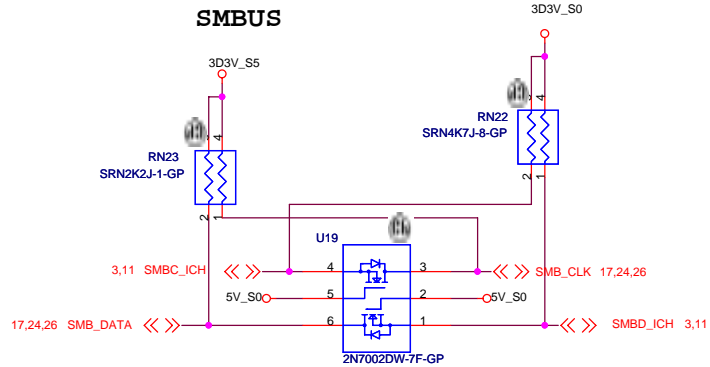 SMBUS
3D3V_S0
3D3V_S5
4
RN22
SRN4K7J-8-GP
4
RN23
SRN2K2J-1-GP
2
1
2
1
U19
3,11 SMBC_ICH
4
3
SMB_CLK 17,24,26
5V_S0
5
2
5V_S0
17,24,26 SMB_DATA
6
1
SMBD_ICH 3,11
2N7002DW-7F-GP